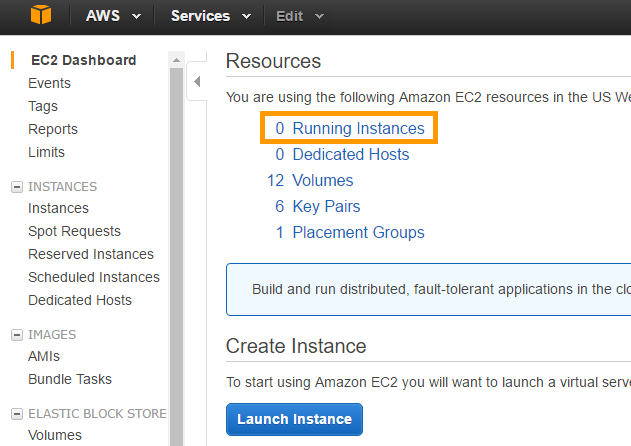 AWS Services Edit
EC2 Dashboard
Events
Tags
Reports
Limits
INSTANCES
Instances
Spot Requests
Reserved Instances
Scheduled Instances
Dedicated Hosts
IMAGES
AMIs
Bundle Tasks
ELASTIC BLOCK STORE
Volumes
Resources
You are using the following Amazon EC2 resources in the US We
0 Running Instances
0 Dedicated Hosts
12 Volumes
6 Key Pairs
1 Placement Groups
Build and run distributed, fault-tolerant applications in the clo
Create Instance
To start using Amazon EC2 you will want to launch a virtual serve
Launch Instance